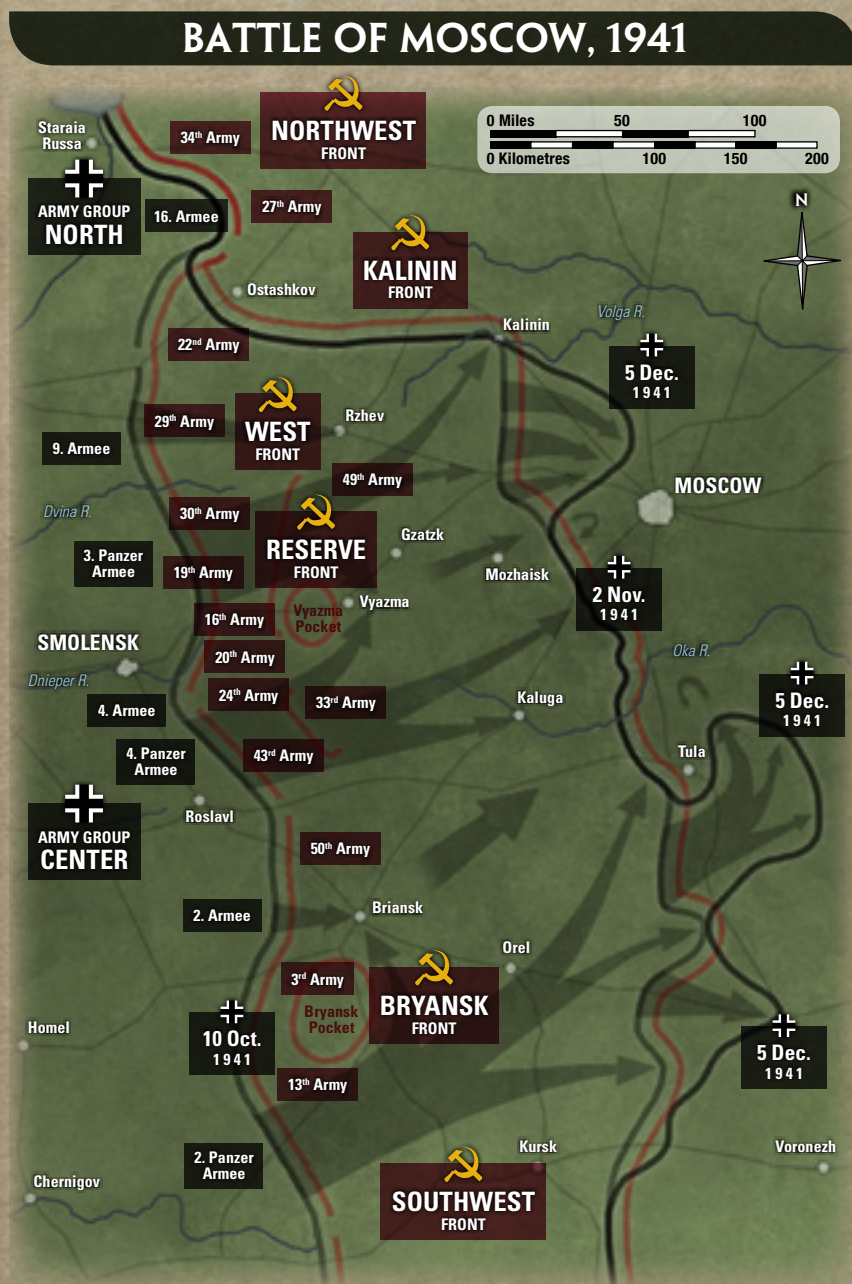 BATTLE OF MOSCOW, 1941
0 Miles 50 100
0 Kilometres 100 150 200
N
Staraia
Russa
34th Army
NORTHWEST
FRONT
ARMY GROUP
NORTH
16. Armee
27th Army
KALININ
FRONT
Ostashkov
Volga R.
Kalinin
22nd Army
5 Dec.
1941
WEST
FRONT
29th Army
Rzhev
9. Armee
49th Army
MOSCOW
Dvina R.
30th Army
RESERVE
FRONT
Gzatzk
3. Panzer
Armee
19th Army
Mozhaisk
2 Nov.
1941
Vyazma
Vyazma
Pocket
16th Army
SMOLENSK
20th Army
Oka R.
Dnieper R.
24th Army
33rd Army
Kaluga
5 Dec.
1941
4. Armee
43rd Army
Tula
4. Panzer
Armee
Roslavl
ARMY GROUP
CENTER
50th Army
2. Armee
Briansk
Orel
3rd Army
BRYANSK
FRONT
Bryansk
Pocket
Homel
10 Oct.
1941
5 Dec.
1941
13th Army
2. Panzer
Armee
Kursk
Voronezh
Chernigov
SOUTHWEST
FRONT